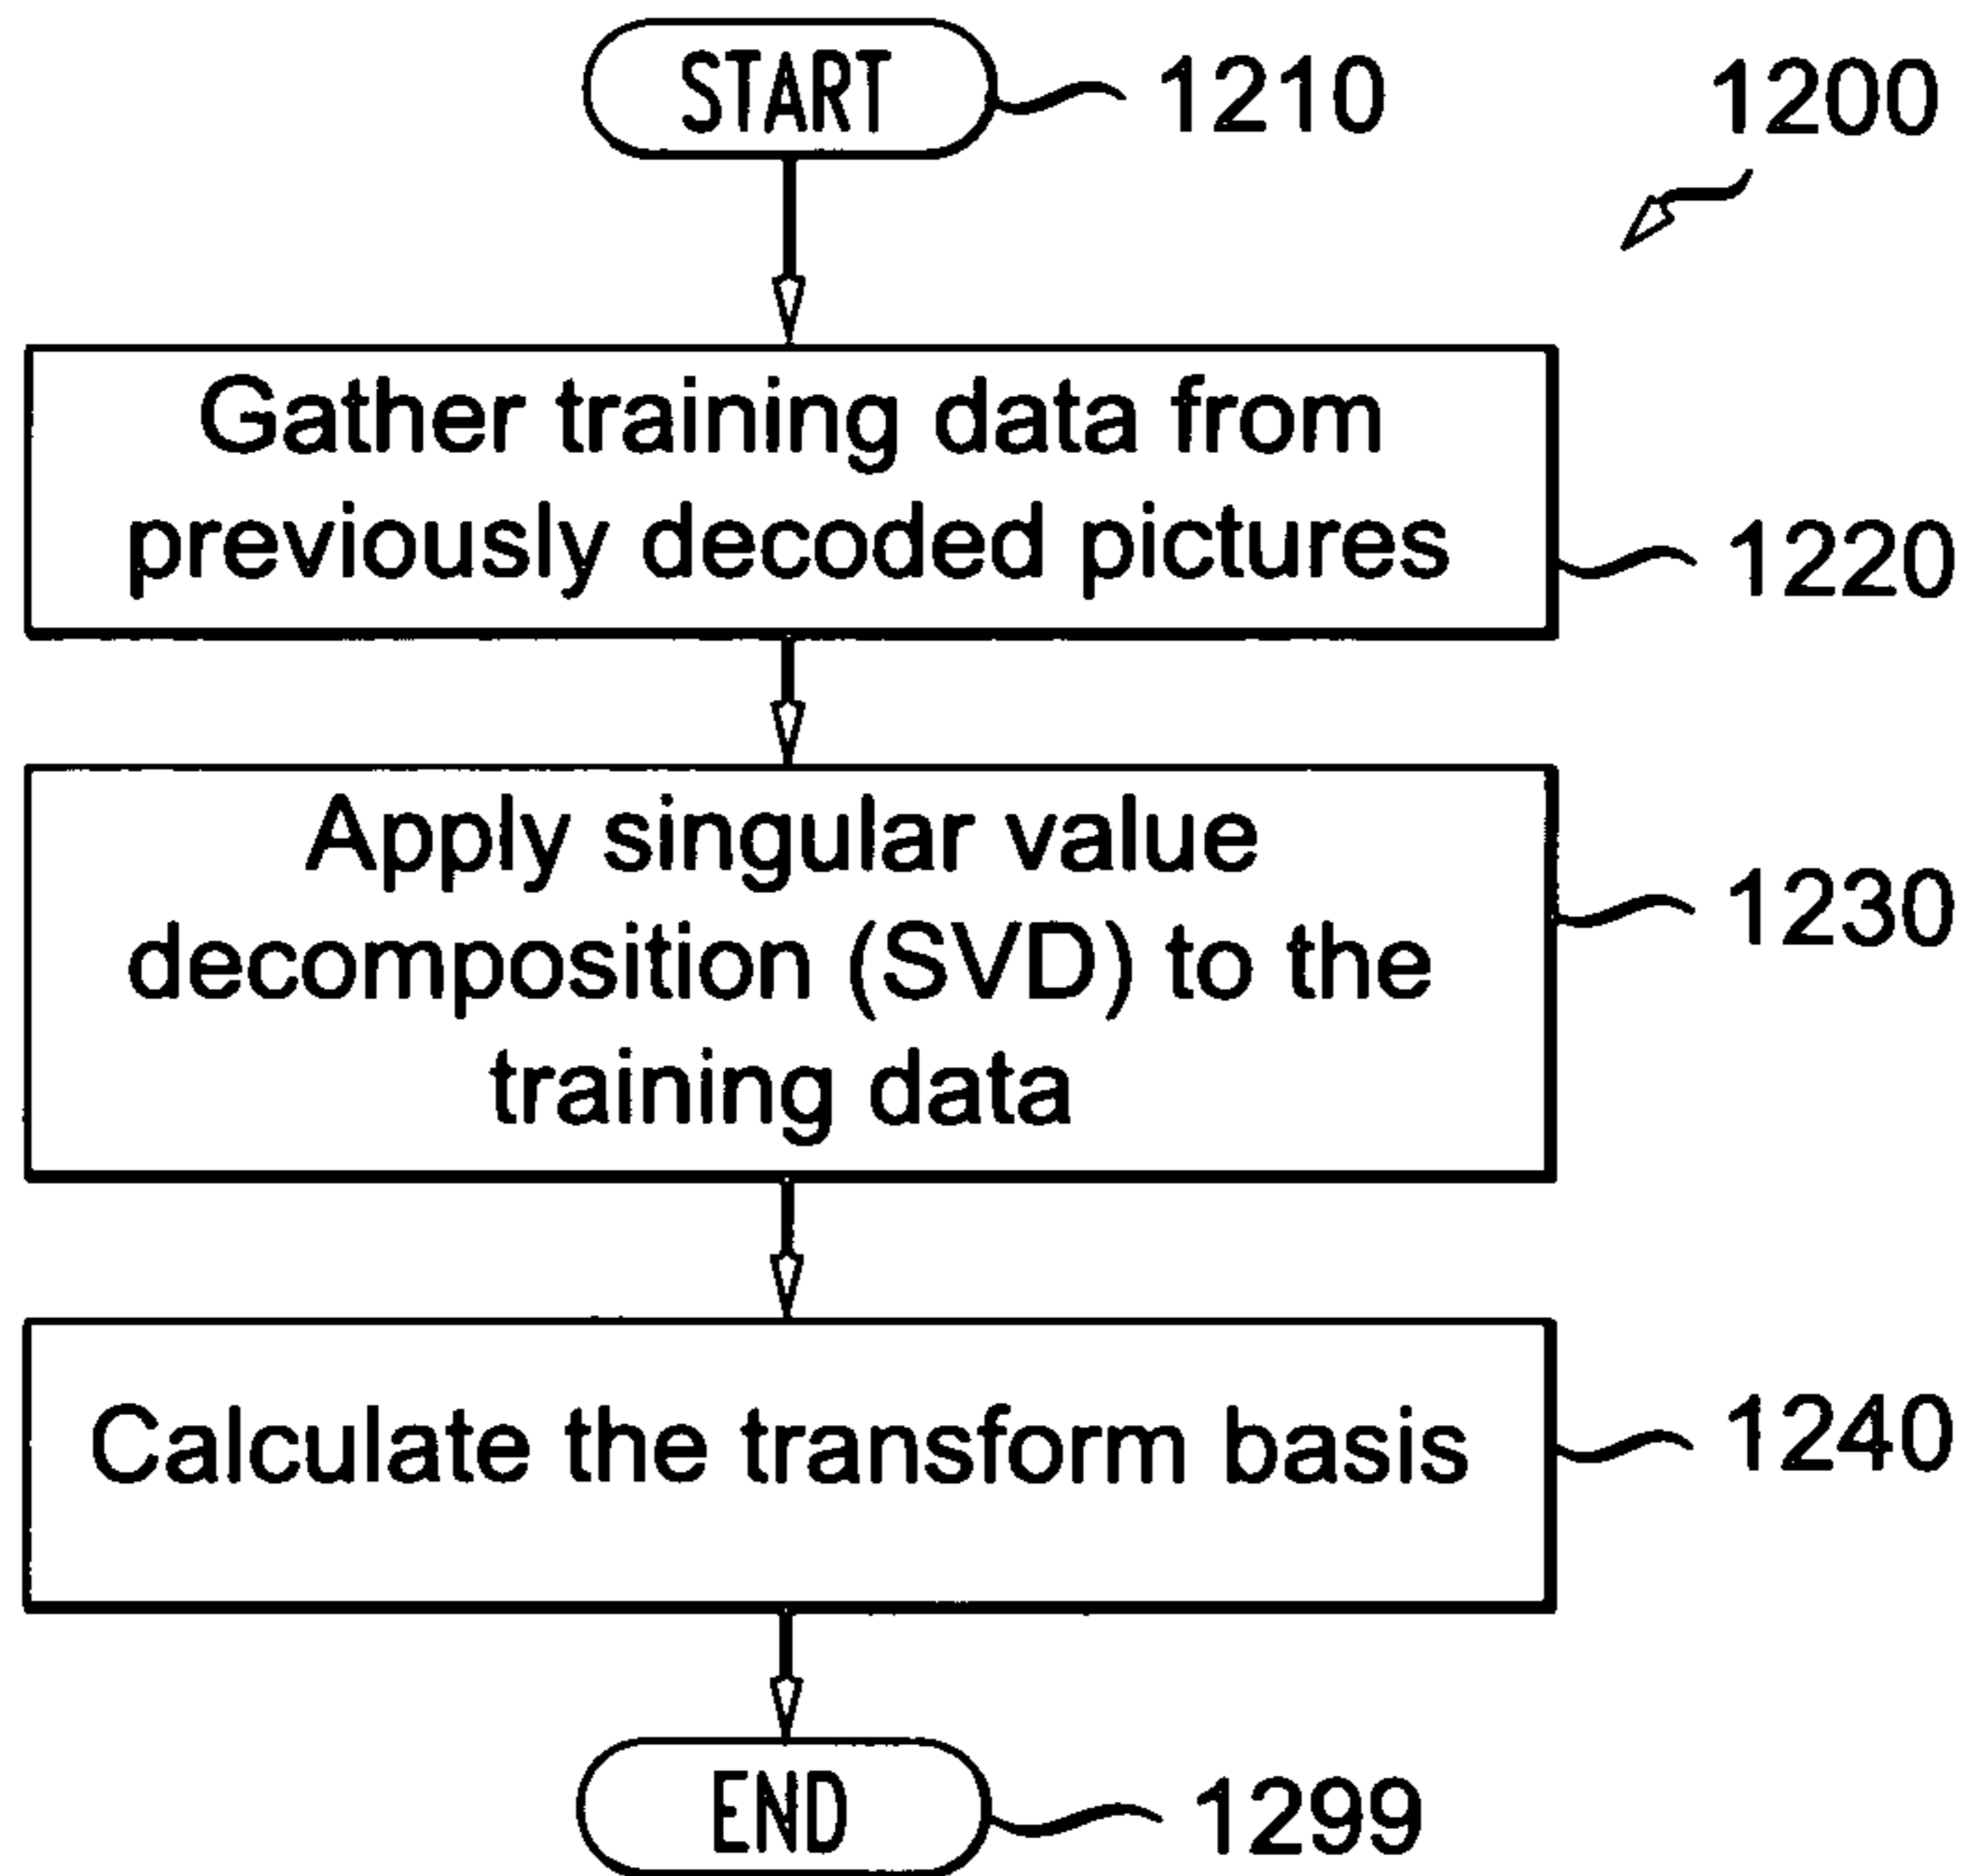 START
1210
1200
Gather training data from
previously decoded pictures
1220
Apply singular value
decomposition (SVD) to the
training data
1230
Calculate the transform basis
1240
END
1299